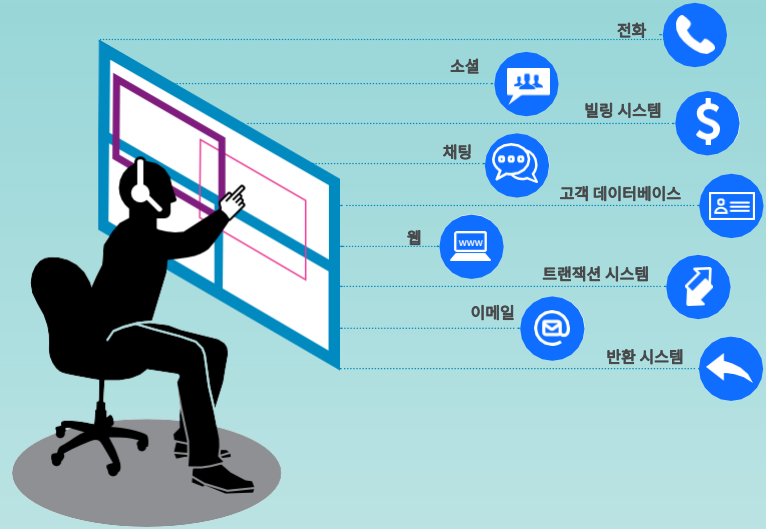 전화
소셜
빌링 시스템
채팅
고객 데이터베이스
웹
www
트랜잭션 시스템
이메일
반환 시스템